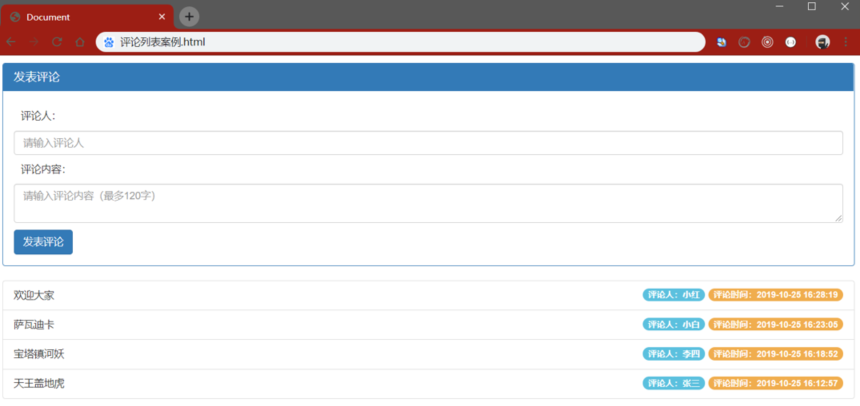 Document
评论列表案例.html
发表评论
评论人：
请输入评论人
评论内容：
请输入评论内容（最多120字）
发表评论
欢迎大家 评论人：小红 评论时间：2019-10-25 16:28:19
萨瓦迪卡 评论人：小白 评论时间：2019-10-25 16:23:05
宝塔镇河妖 评论人：李四 评论时间：2019-10-25 16:18:52
天王盖地虎 评论人：张三 评论时间：2019-10-25 16:12:57